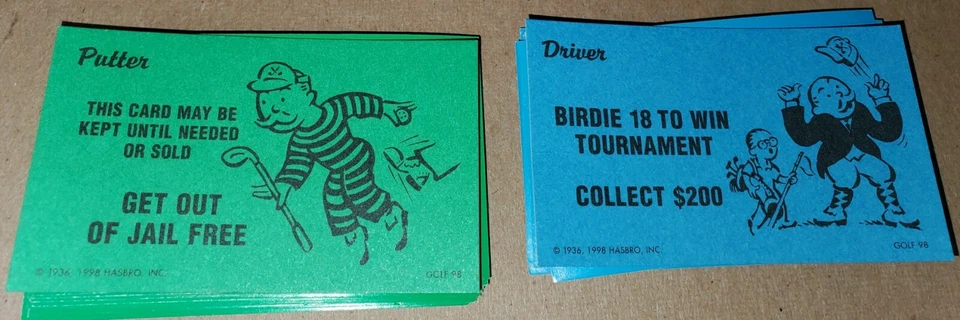 Putter
THIS CARD MAY BE
KEPT UNTIL NEEDED
OR SOLD
GET OUT
OF JAIL FREE
© 1936, 1998 HASBRO, INC.
GOLF 98
Driver
BIRDIE 18 TO WIN
TOURNAMENT
COLLECT $200
© 1936, 1998 HASBRO, INC.
GOLF 98